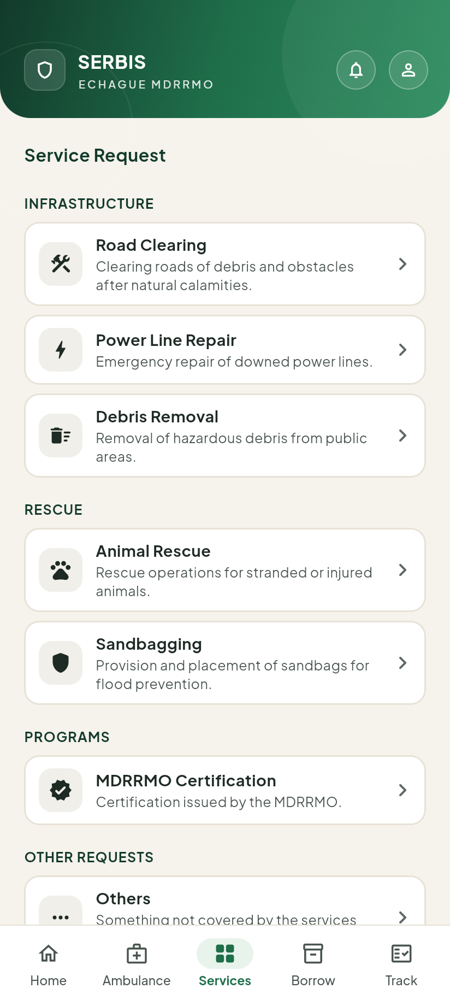 SERBIS
ECHAGUE MDRRMO
Service Request
INFRASTRUCTURE
Road Clearing
Clearing roads of debris and obstacles
after natural calamities.
Power Line Repair
Emergency repair of downed power lines.
Debris Removal
Removal of hazardous debris from public
areas.
RESCUE
Animal Rescue
Rescue operations for stranded or injured
animals.
Sandbagging
Provision and placement of sandbags for
flood prevention.
PROGRAMS
MDRRMO Certification
Certification issued by the MDRRMO.
OTHER REQUESTS
Others
Something not covered by the services
Home
Ambulance
Services
Borrow
Track